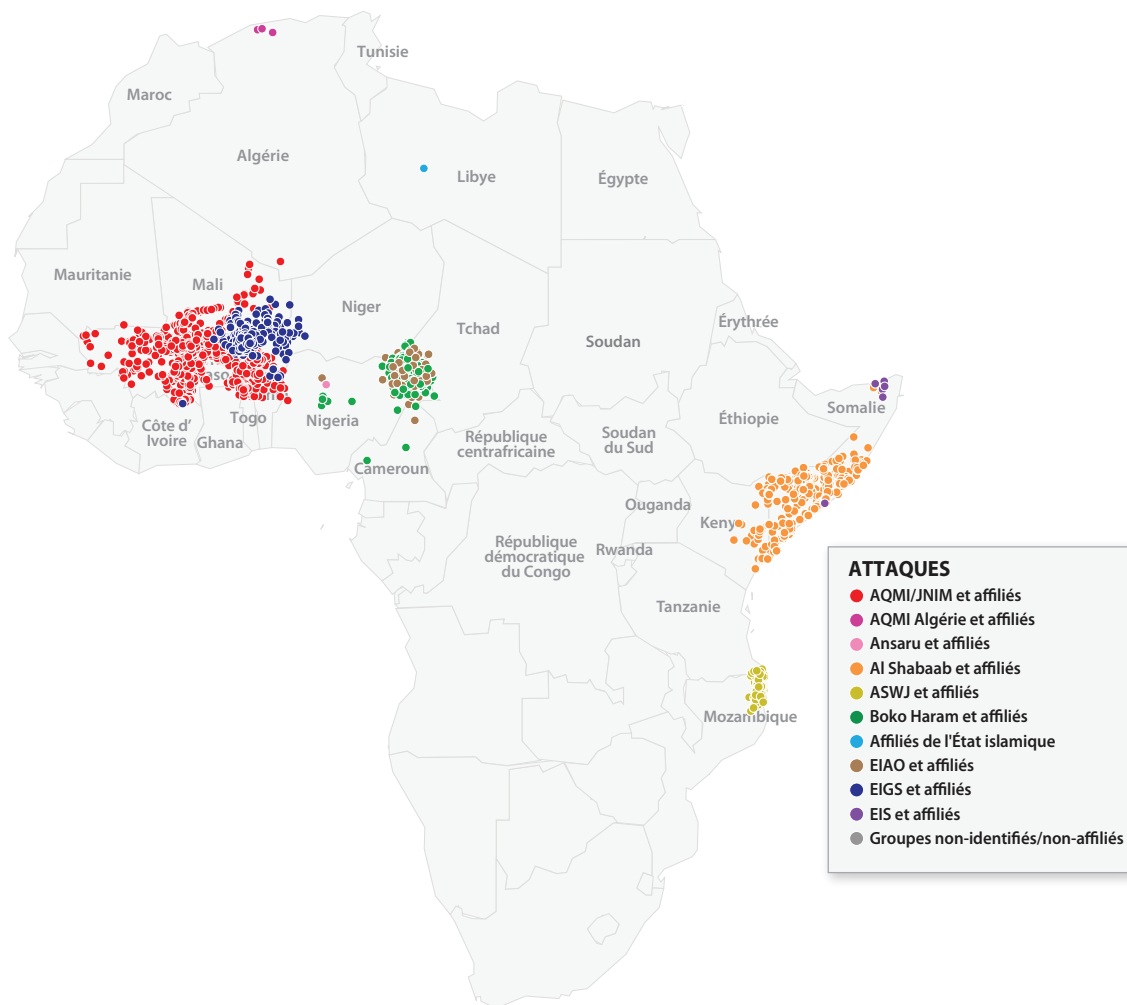 Tunisie
Maroc
Algérie
Libye
Égypte
Mauritanie
Mali
Niger
Tchad
Soudan
Érythrée
Côte d'
Ivoire
Ghana
Togo
Nigeria
Cameroun
République
centrafricaine
Soudan
du Sud
Éthiopie
Somalie
Ouganda
Keny
Rwanda
République
démocratique
du Congo
Tanzanie
Mozambique
ATTAQUES
AQMI/JNIM et affiliés
AQMI Algérie et affiliés
Ansaru et affiliés
Al Shabaab et affiliés
ASWJ et affiliés
Boko Haram et affiliés
Affiliés de l'État islamique
EIAO et affiliés
EIGS et affiliés
EIS et affiliés
Groupes non-identifiés/non-affiliés